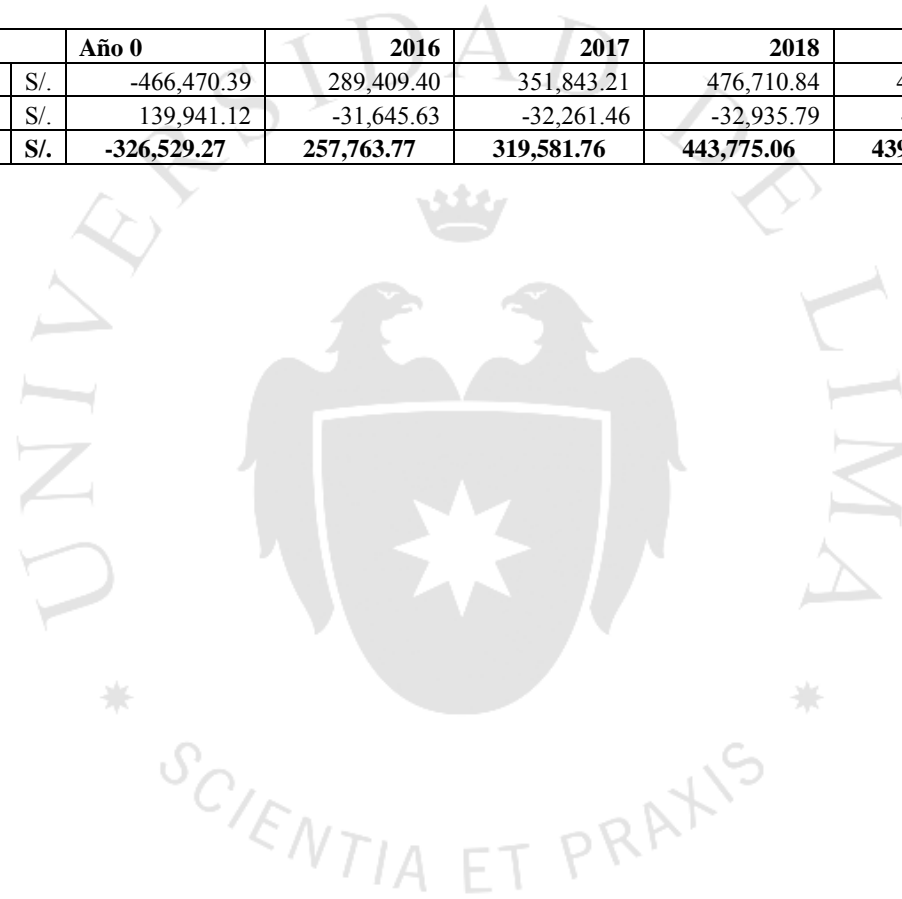 Año 0 2016 2017 2018
S/. -466,470.39 289,409.40 351,843.21 476,710.84
S/. 139,941.12 -31,645.63 -32,261.46 -32,935.79
S/. -326,529.27 257,763.77 319,581.76 443,775.06
UNIVERSIDAD DE LIMA
SCIENTIA ET PRAXIS